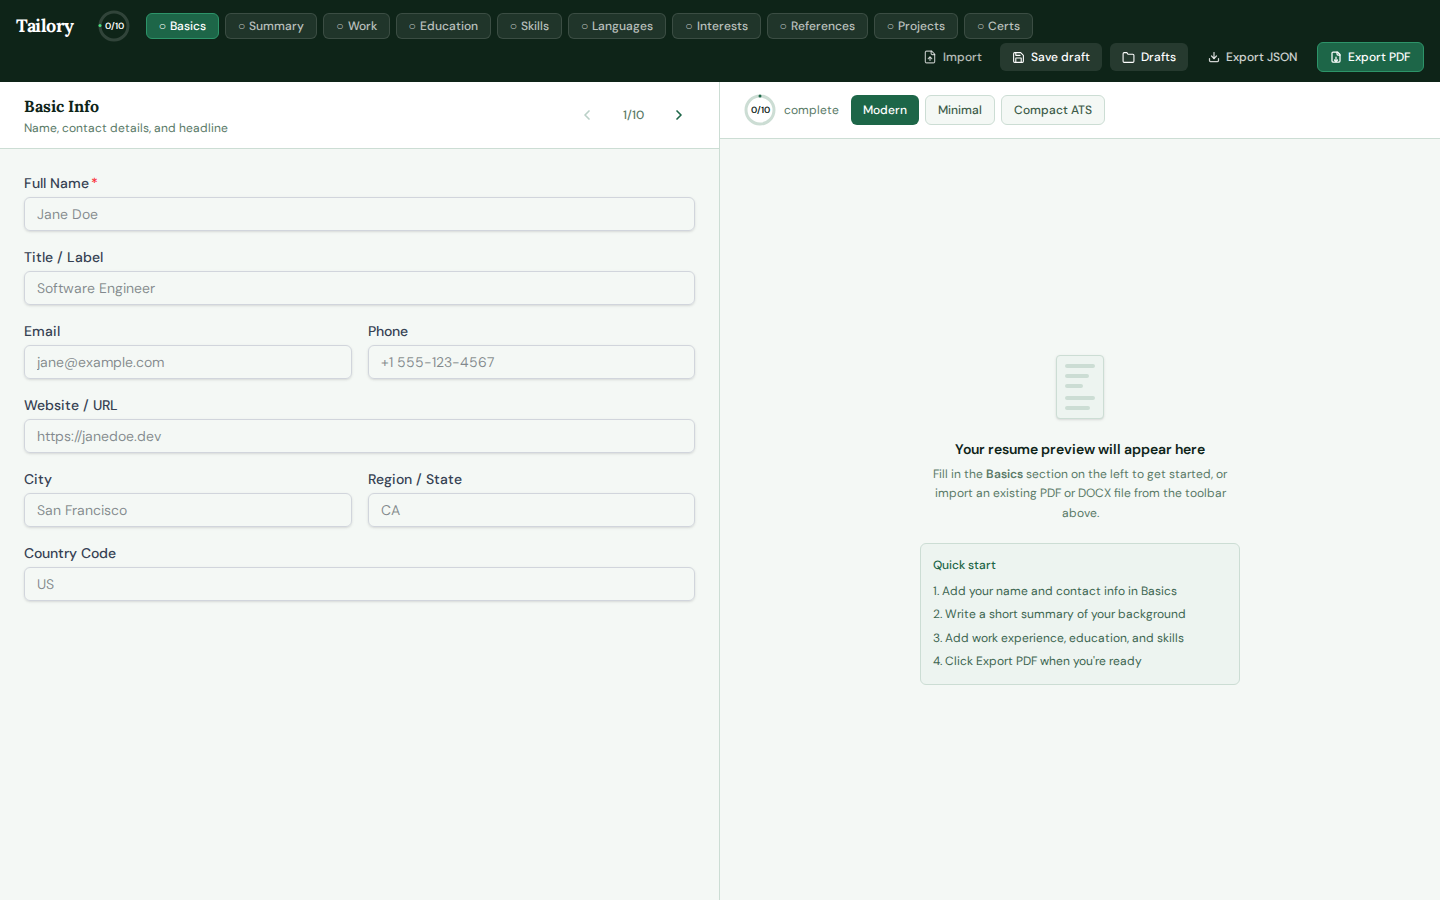 Tailory
0/10
○ Basics
○ Summary
○ Work
○ Education
○ Skills
○ Languages
○ Interests
○ References
○ Projects
○ Certs
Import
Save draft
Drafts
Export JSON
Export PDF
Basic Info
Name, contact details, and headline
1/10
0/10
complete
Modern
Minimal
Compact ATS
Full Name*
Jane Doe
Title / Label
Software Engineer
Email
Phone
jane@example.com
+1 555-123-4567
Website / URL
https://janedoe.dev
City
Region / State
San Francisco
CA
Country Code
US
Your resume preview will appear here
Fill in the Basics section on the left to get started, or
import an existing PDF or DOCX file from the toolbar
above.
Quick start
1. Add your name and contact info in Basics
2. Write a short summary of your background
3. Add work experience, education, and skills
4. Click Export PDF when you're ready